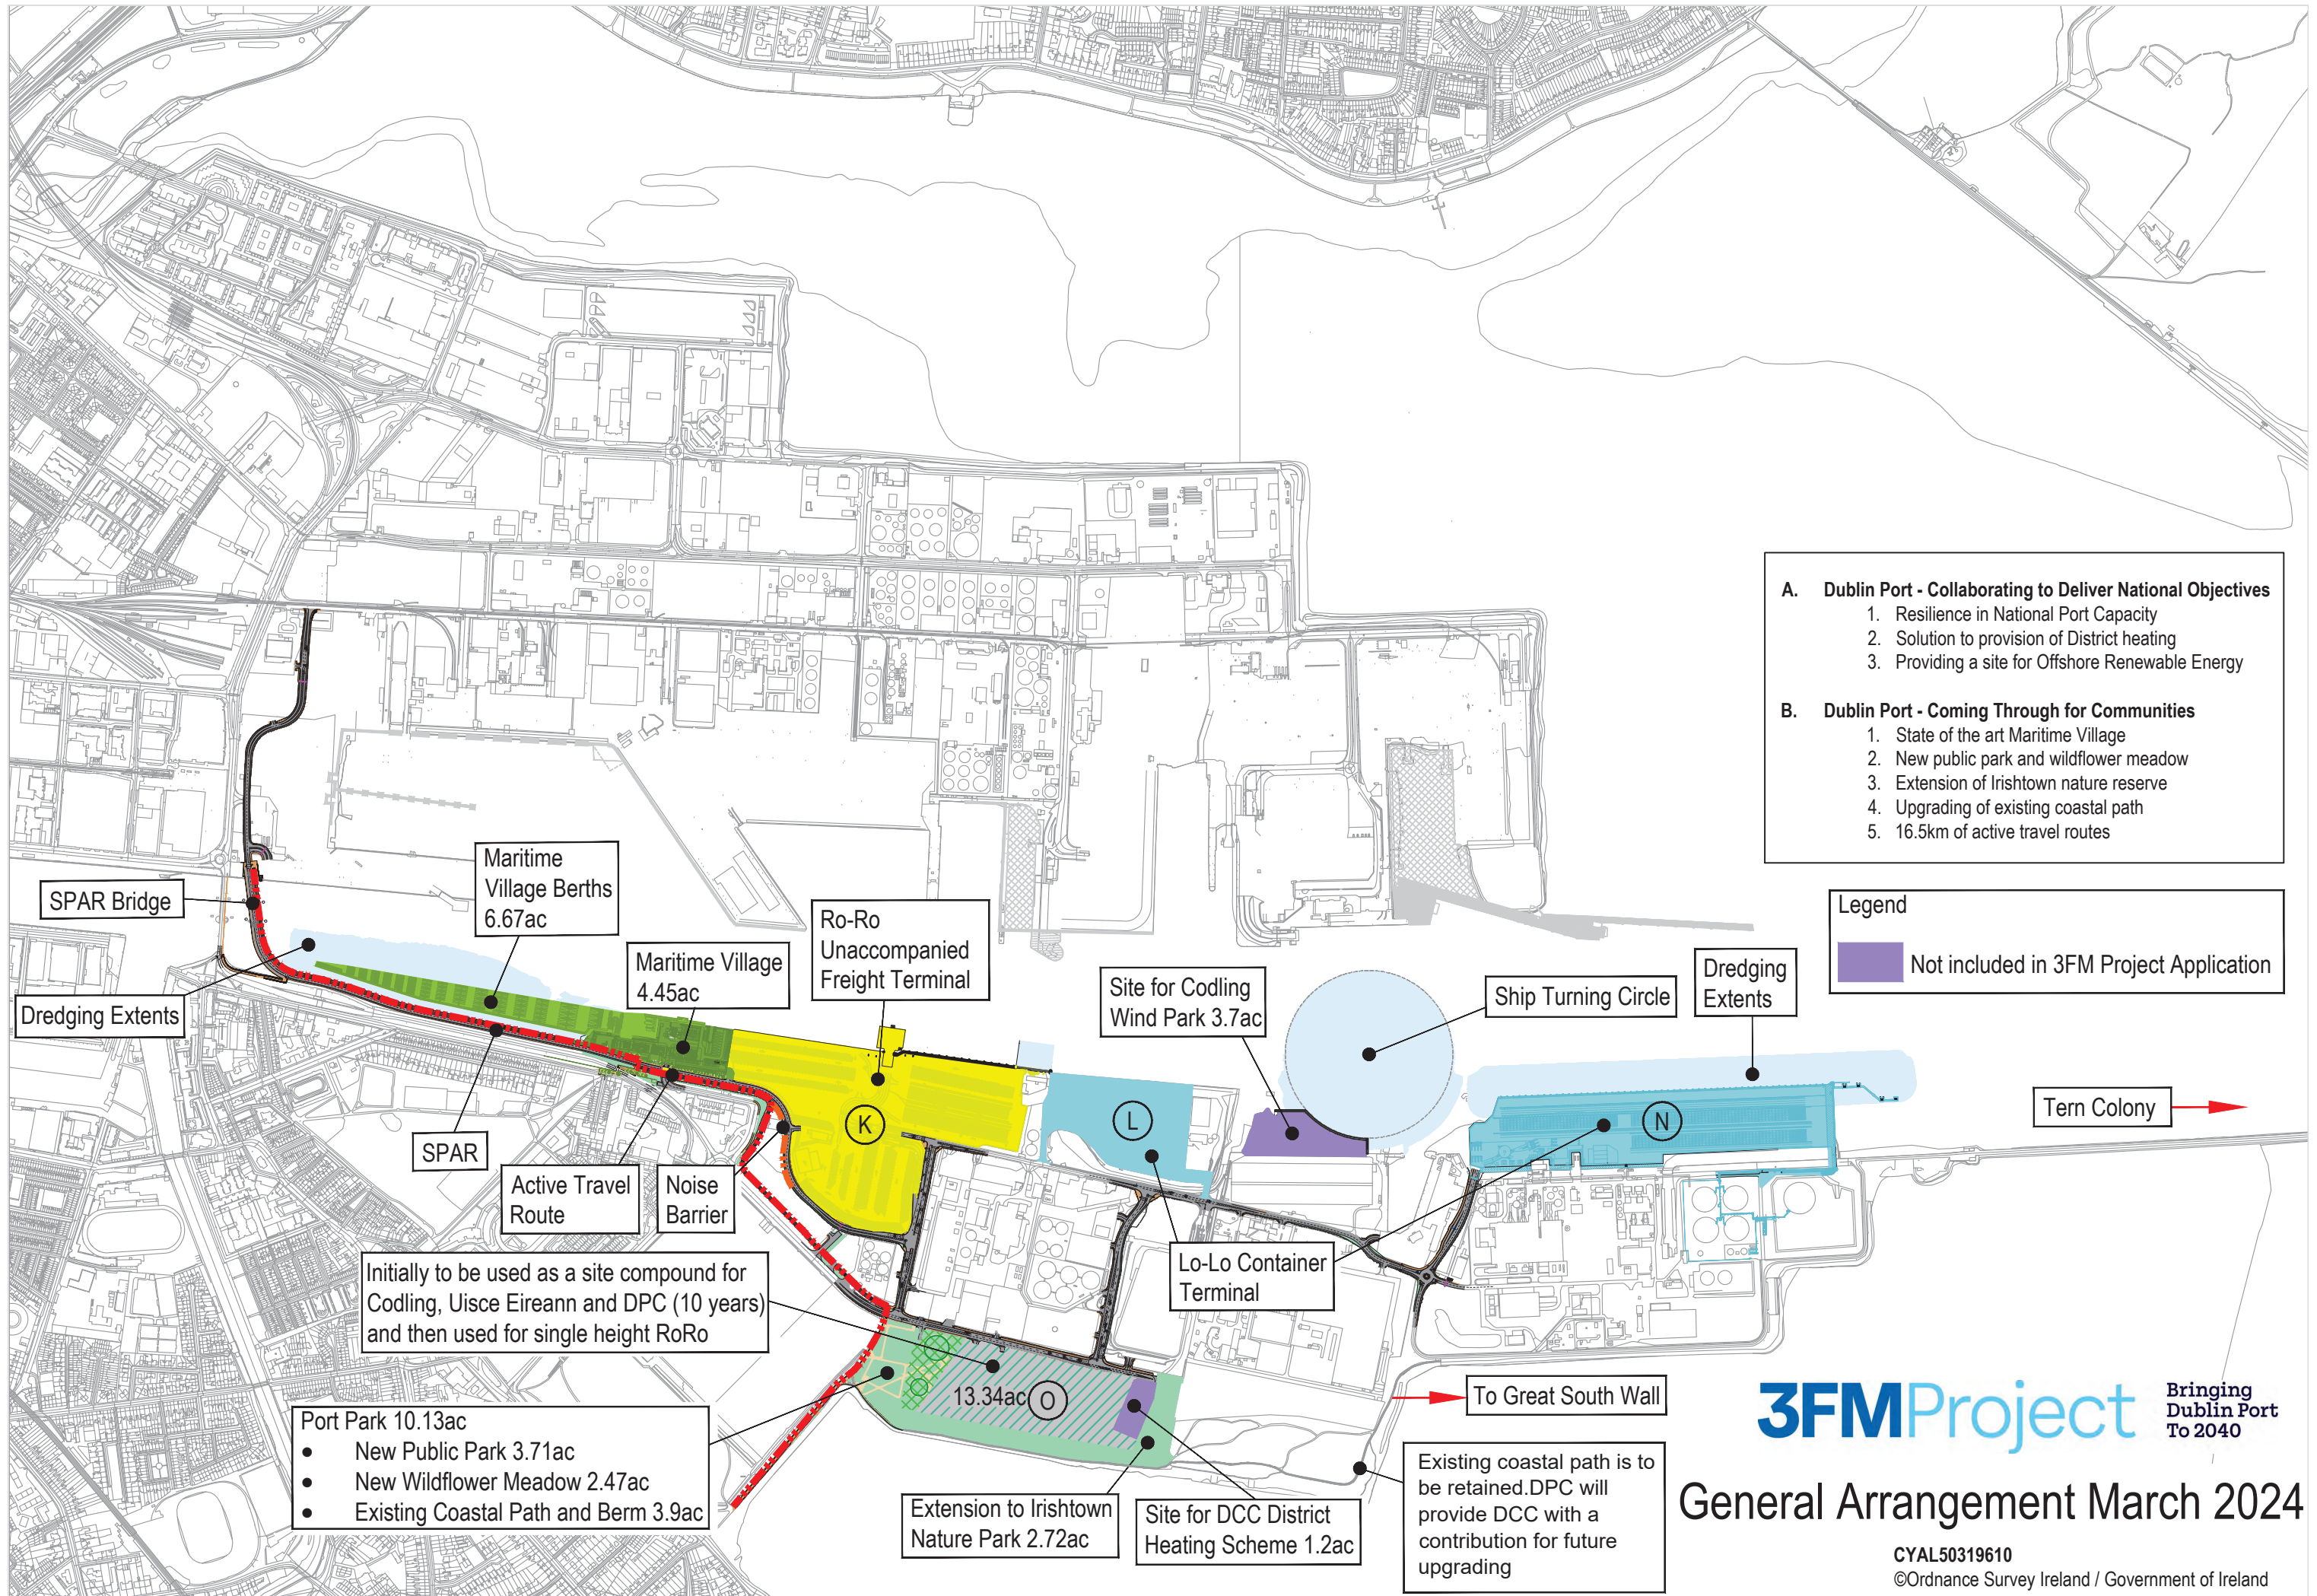 A. Dublin Port - Collaborating to Deliver National Objectives
1. Resilience in National Port Capacity
2. Solution to provision of District heating
3. Providing a site for Offshore Renewable Energy
B. Dublin Port - Coming Through for Communities
1. State of the art Maritime Village
2. New public park and wildflower meadow
3. Extension of Irishtown nature reserve
4. Upgrading of existing coastal path
5. 16.5km of active travel routes
Legend
Not included in 3FM Project Application
SPAR Bridge
Maritime
Village Berths
6.67ac
Maritime Village
4.45ac
Ro-Ro
Unaccompanied
Freight Terminal
Site for Codling
Wind Park 3.7ac
Ship Turning Circle
Dredging
Extents
Dredging Extents
Tern Colony
SPAR
Active Travel
Route
Noise
Barrier
K
L
N
Lo-Lo Container
Terminal
Initially to be used as a site compound for
Codling, Uisce Eireann and DPC (10 years)
and then used for single height RoRo
13.34ac
O
To Great South Wall
Port Park 10.13ac
● New Public Park 3.71ac
● New Wildflower Meadow 2.47ac
● Existing Coastal Path and Berm 3.9ac
Extension to Irishtown
Nature Park 2.72ac
Site for DCC District
Heating Scheme 1.2ac
Existing coastal path is to
be retained.DPC will
provide DCC with a
contribution for future
upgrading
3FMProject
Bringing
Dublin Port
To 2040
General Arrangement March 2024
CYAL50319610
©Ordnance Survey Ireland / Government of Ireland